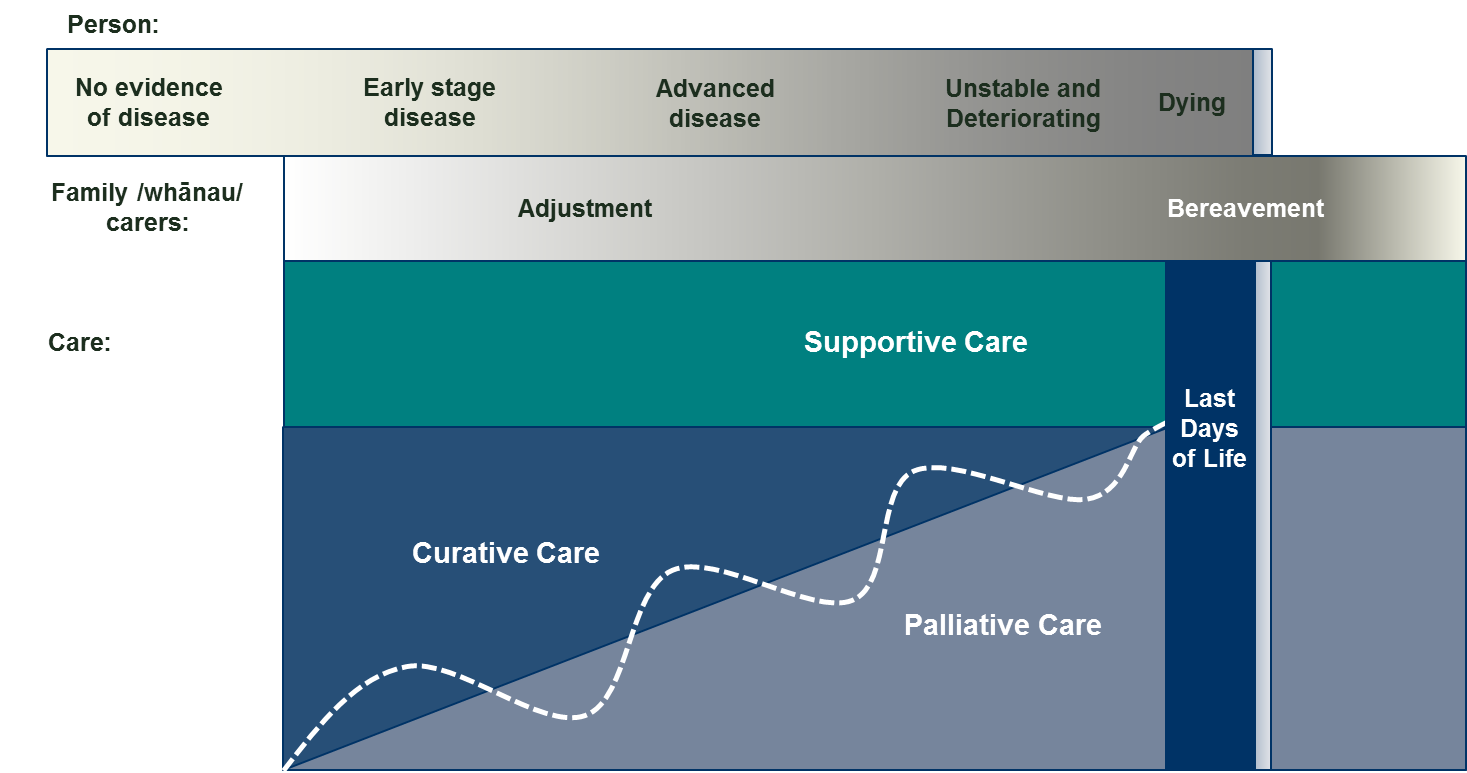 Person:
No evidence
of disease
Early stage
disease
Advanced
disease
Unstable and
Deteriorating
Dying
Family /whānau/
carers:
Adjustment
Bereavement
Care:
Supportive Care
Last
Days
of Life
Curative Care
Palliative Care